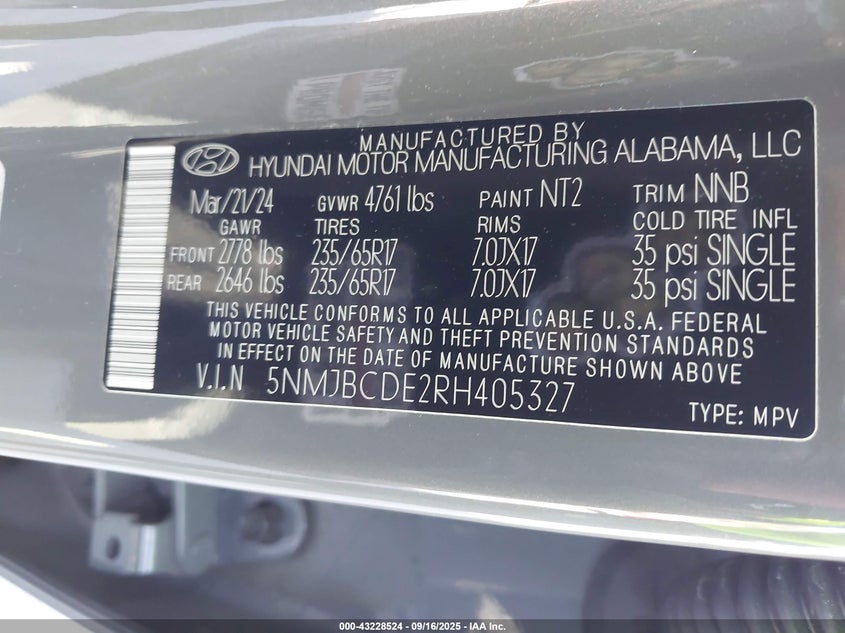 MANUFACTURED BY
HYUNDAI MOTOR MANUFACTURING ALABAMA, LLC
Mar/21/24 GVWR 4761 lbs PAINT NT2 TRIM NNB
GAWR TIRES RIMS COLD TIRE INFL
FRONT 2778 lbs 235/65R17 7.0JX17 35 psi SINGLE
REAR 2646 lbs 235/65R17 7.0JX17 35 psi SINGLE
THIS VEHICLE CONFORMS TO ALL APPLICABLE U.S.A. FEDERAL
MOTOR VEHICLE SAFETY AND THEFT PREVENTION STANDARDS
IN EFFECT ON THE DATE OF MANUFACTURE SHOWN ABOVE
V.I.N 5NMJBCDE2RH405327
TYPE: MPV
000-43228524 - 09/16/2025 - IAA Inc.